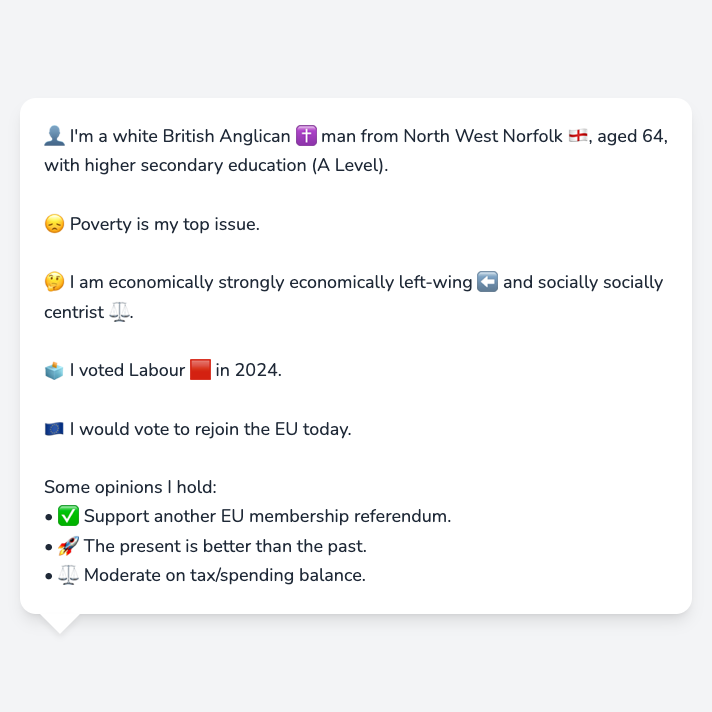 👤 I'm a white British Anglican ✝️ man from North West Norfolk 🏴󠁧󠁢󠁥󠁮󠁧󠁿, aged 64,
with higher secondary education (A Level).
😞 Poverty is my top issue.
🤔 I am economically strongly economically left-wing ⬅️ and socially socially
centrist ⚖️.
🗳️ I voted Labour 🟥 in 2024.
🇪🇺 I would vote to rejoin the EU today.
Some opinions I hold:
• ✅ Support another EU membership referendum.
• 🚀 The present is better than the past.
• ⚖️ Moderate on tax/spending balance.